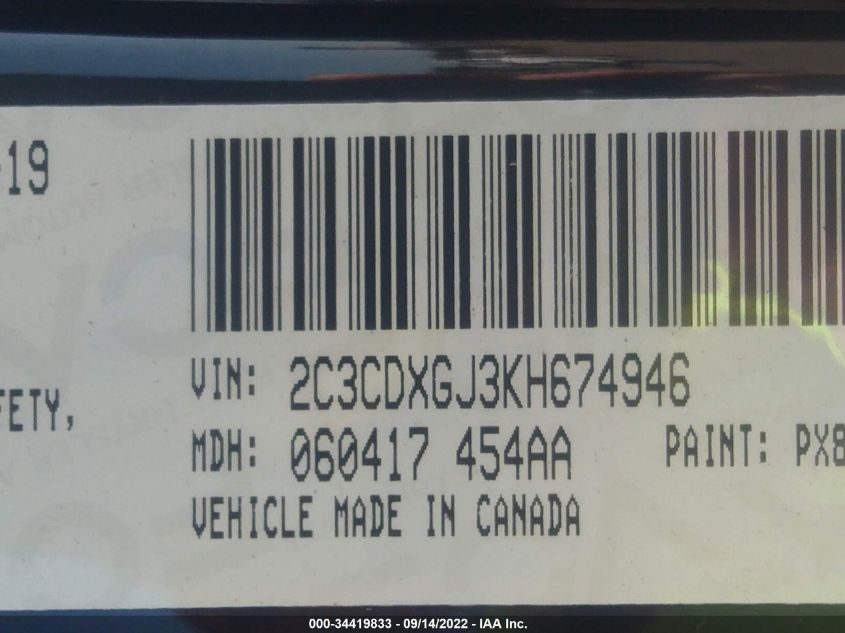 -19
VIN: 2C3CDXGJ3KH674946
FETY,
MDH: 060417 454AA PAINT: PX8
VEHICLE MADE IN CANADA
000-34419833 - 09/14/2022 - IAA Inc.